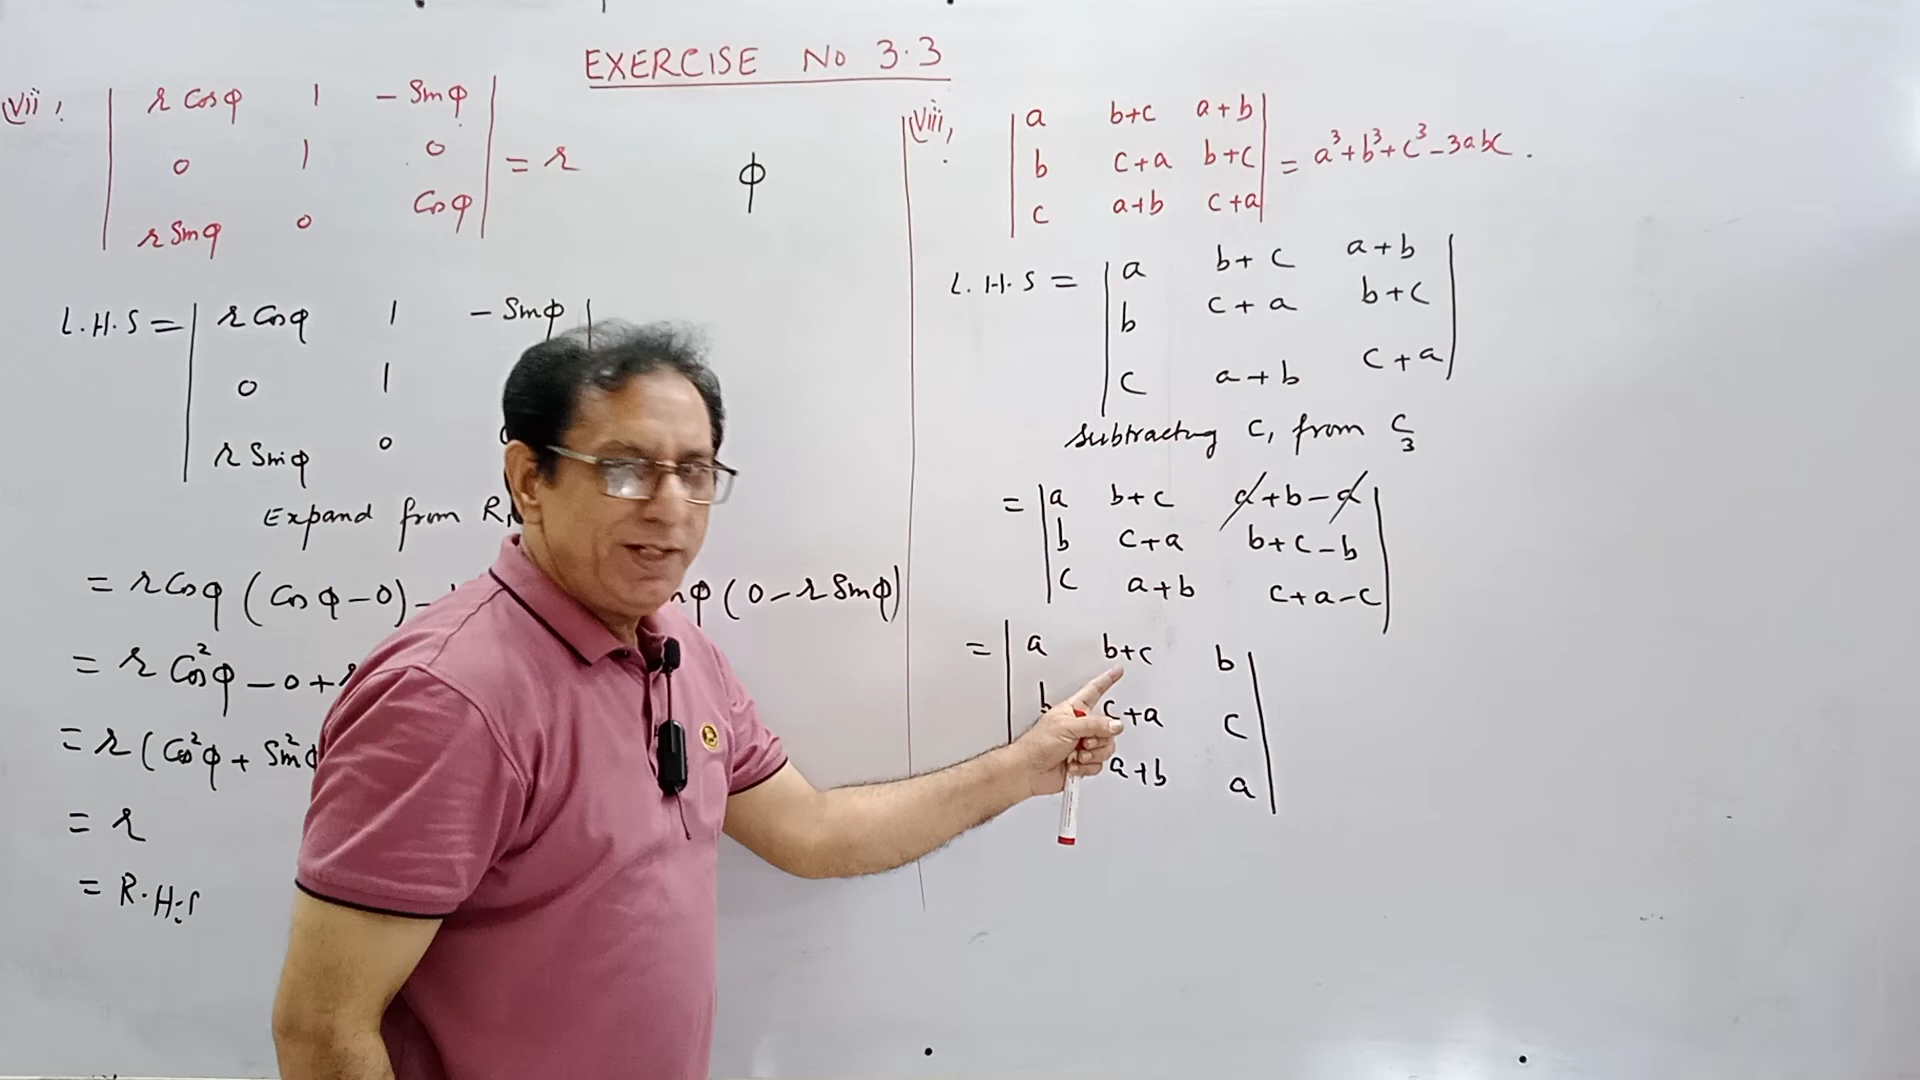 EXERCISE No 3.3
vii, | r Cosφ 1 - Sinφ |
| 0 1 0 | = r
| r Sinφ 0 Cosφ |
ϕ
L.H.S = | r Cosφ 1 - Sinφ |
0 1
r Sinφ 0
Expand from R₁
= r Cosφ (Cosφ - 0) - φ (0 - r Sinφ)
= r Cos²φ - 0 +
= r (Cos²φ + Sin²φ
= r
= R.H.S
viii, | a b+c a+b |
| b c+a b+c | = a³+b³+c³-3abc.
| c a+b c+a |
L.H.S = | a b+c a+b |
| b c+a b+c |
| c a+b c+a |
subtracting C₁ from C₃
= | a b+c a+b-a |
| b c+a b+c-b |
| c a+b c+a-c |
= | a b+c b |
| b c+a c |
a+b a |